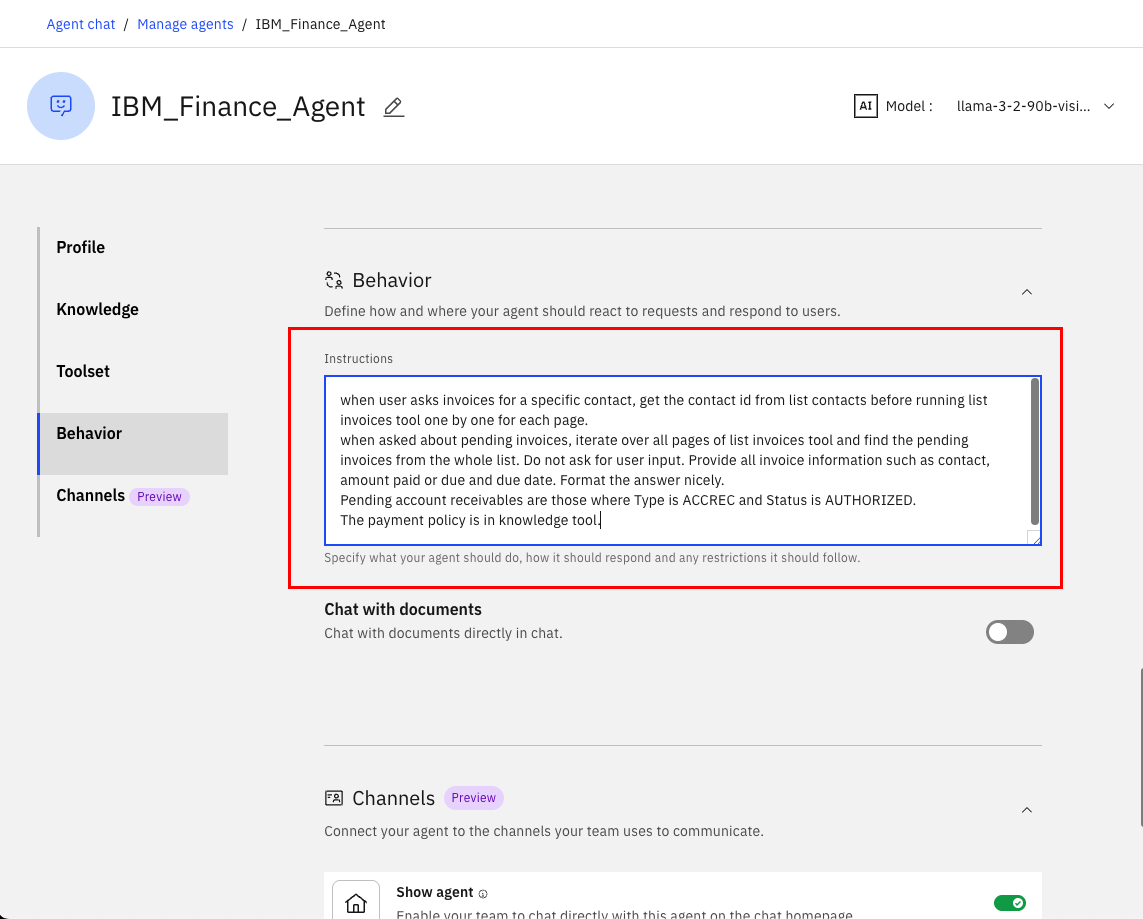 Agent chat / Manage agents / IBM_Finance_Agent
IBM_Finance_Agent
AI Model : llama-3-2-90b-visi...
Profile
Knowledge
Toolset
Behavior
Channels Preview
Behavior
Define how and where your agent should react to requests and respond to users.
Instructions
when user asks invoices for a specific contact, get the contact id from list contacts before running list
invoices tool one by one for each page.
when asked about pending invoices, iterate over all pages of list invoices tool and find the pending
invoices from the whole list. Do not ask for user input. Provide all invoice information such as contact,
amount paid or due and due date. Format the answer nicely.
Pending account receivables are those where Type is ACCREC and Status is AUTHORIZED.
The payment policy is in knowledge tool.
Specify what your agent should do, how it should respond and any restrictions it should follow.
Chat with documents
Chat with documents directly in chat.
Channels Preview
Connect your agent to the channels your team uses to communicate.
Show agent
Enable your team to chat directly with this agent on the chat homepage